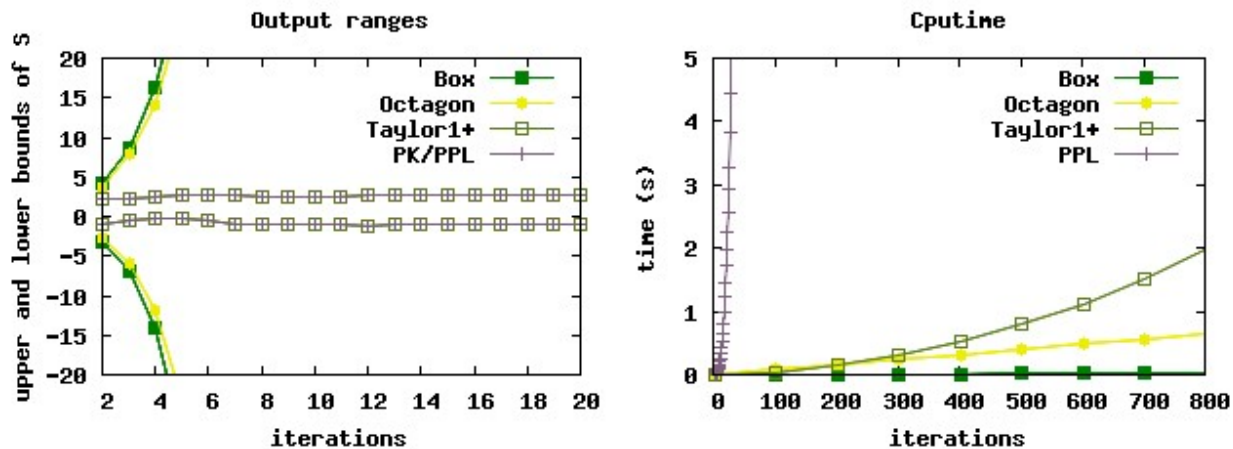 Output ranges
upper and lower bounds of S
20
15
10
5
0
-5
-10
-15
-20
Box
Octagon
Taylor1+
PK/PPL
2 4 6 8 10 12 14 16 18 20
iterations
Cputime
time (s)
5
4
3
2
1
0
Box
Octagon
Taylor1+
PPL
0 100 200 300 400 500 600 700 800
iterations